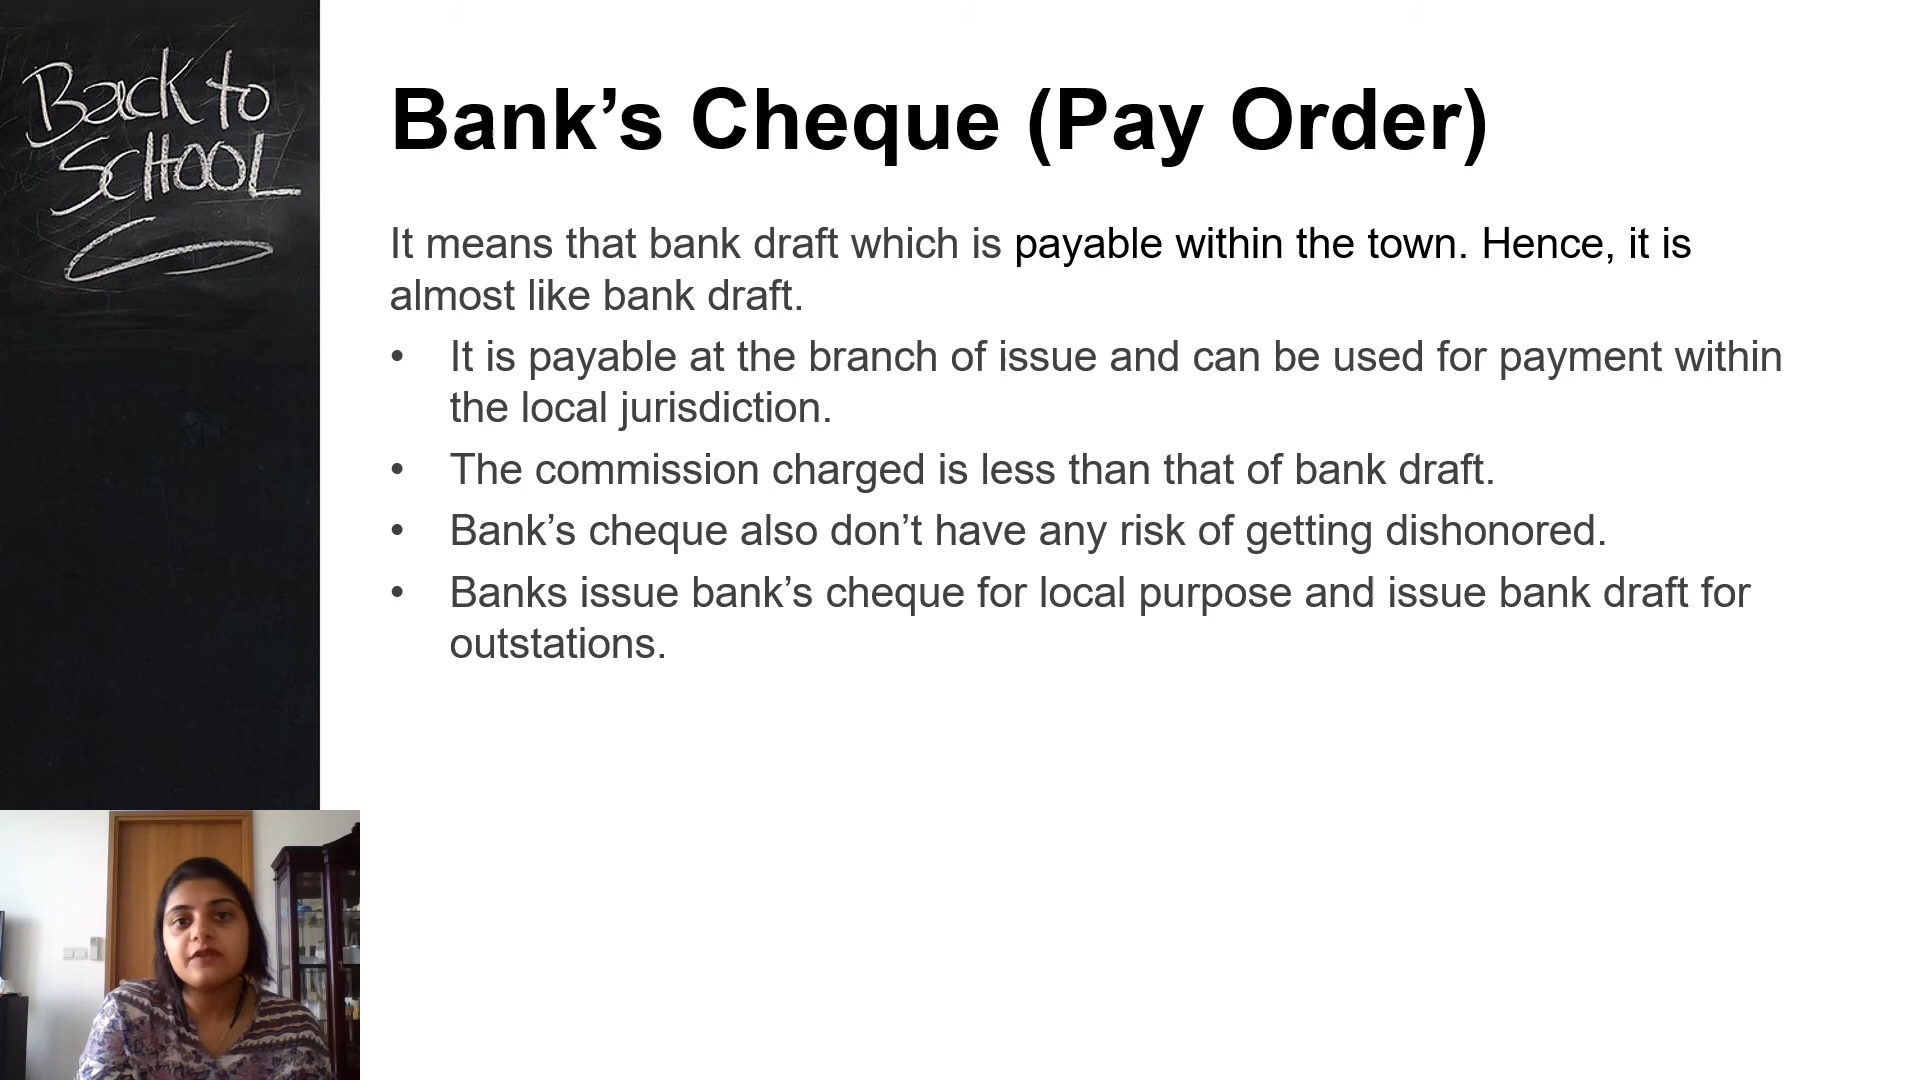 Back to
SCHOOL
Bank’s Cheque (Pay Order)
It means that bank draft which is payable within the town. Hence, it is
almost like bank draft.
• It is payable at the branch of issue and can be used for payment within
the local jurisdiction.
• The commission charged is less than that of bank draft.
• Bank’s cheque also don’t have any risk of getting dishonored.
• Banks issue bank’s cheque for local purpose and issue bank draft for
outstations.